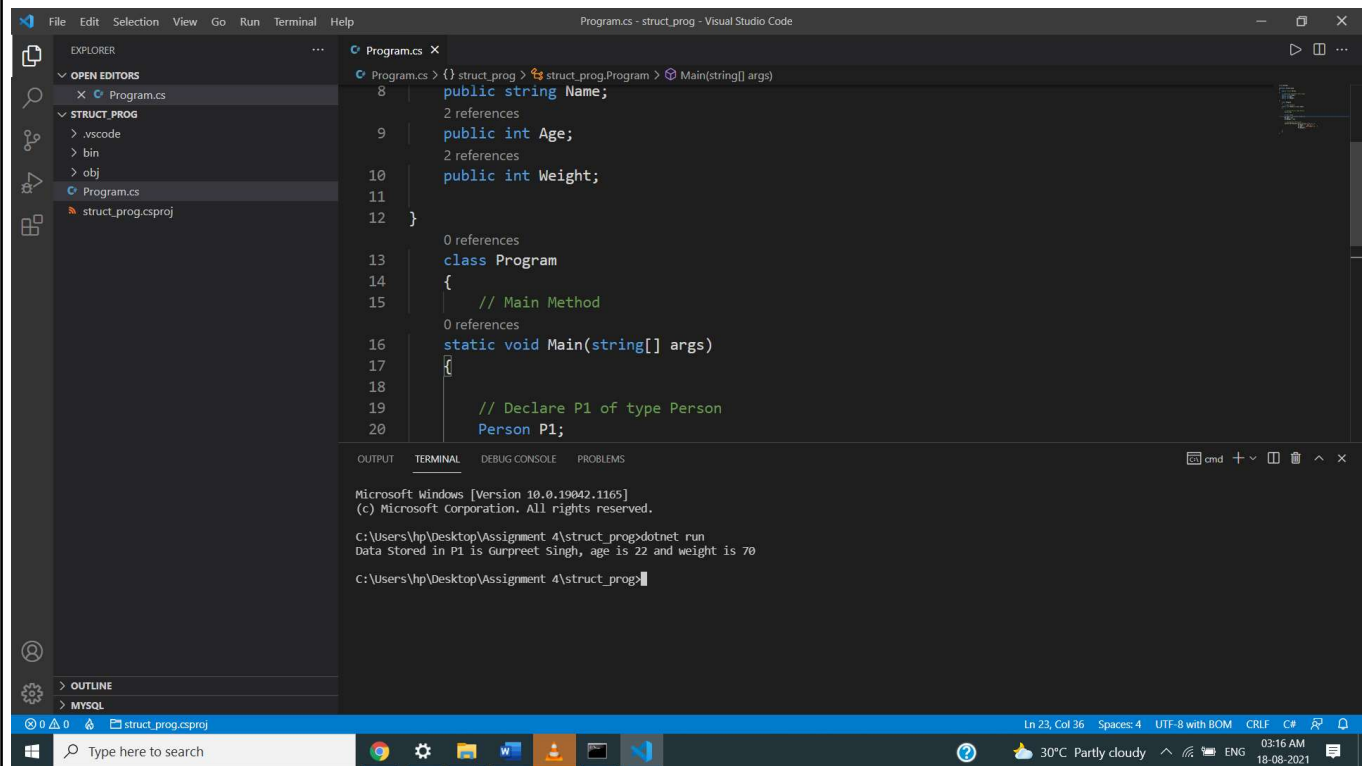 File Edit Selection View Go Run Terminal Help
Program.cs - struct_prog - Visual Studio Code
EXPLORER
OPEN EDITORS
Program.cs
STRUCT_PROG
.vscode
bin
obj
Program.cs
struct_prog.csproj
OUTLINE
MYSQL
Program.cs
Program.cs > {} struct_prog > struct_prog.Program > Main(string[] args)
8 public string Name;
2 references
9 public int Age;
2 references
10 public int Weight;
11
12 }
0 references
13 class Program
14 {
15 // Main Method
0 references
16 static void Main(string[] args)
17 {
18
19 // Declare P1 of type Person
20 Person P1;
OUTPUT TERMINAL DEBUG CONSOLE PROBLEMS
cmd
Microsoft Windows [Version 10.0.19042.1165]
(c) Microsoft Corporation. All rights reserved.
C:\Users\hp\Desktop\Assignment 4\struct_prog>dotnet run
Data Stored in P1 is Gurpreet Singh, age is 22 and weight is 70
C:\Users\hp\Desktop\Assignment 4\struct_prog>
0 0 struct_prog.csproj
Ln 23, Col 36 Spaces: 4 UTF-8 with BOM CRLF C#
Type here to search
30°C Partly cloudy ENG
03:16 AM
18-08-2021